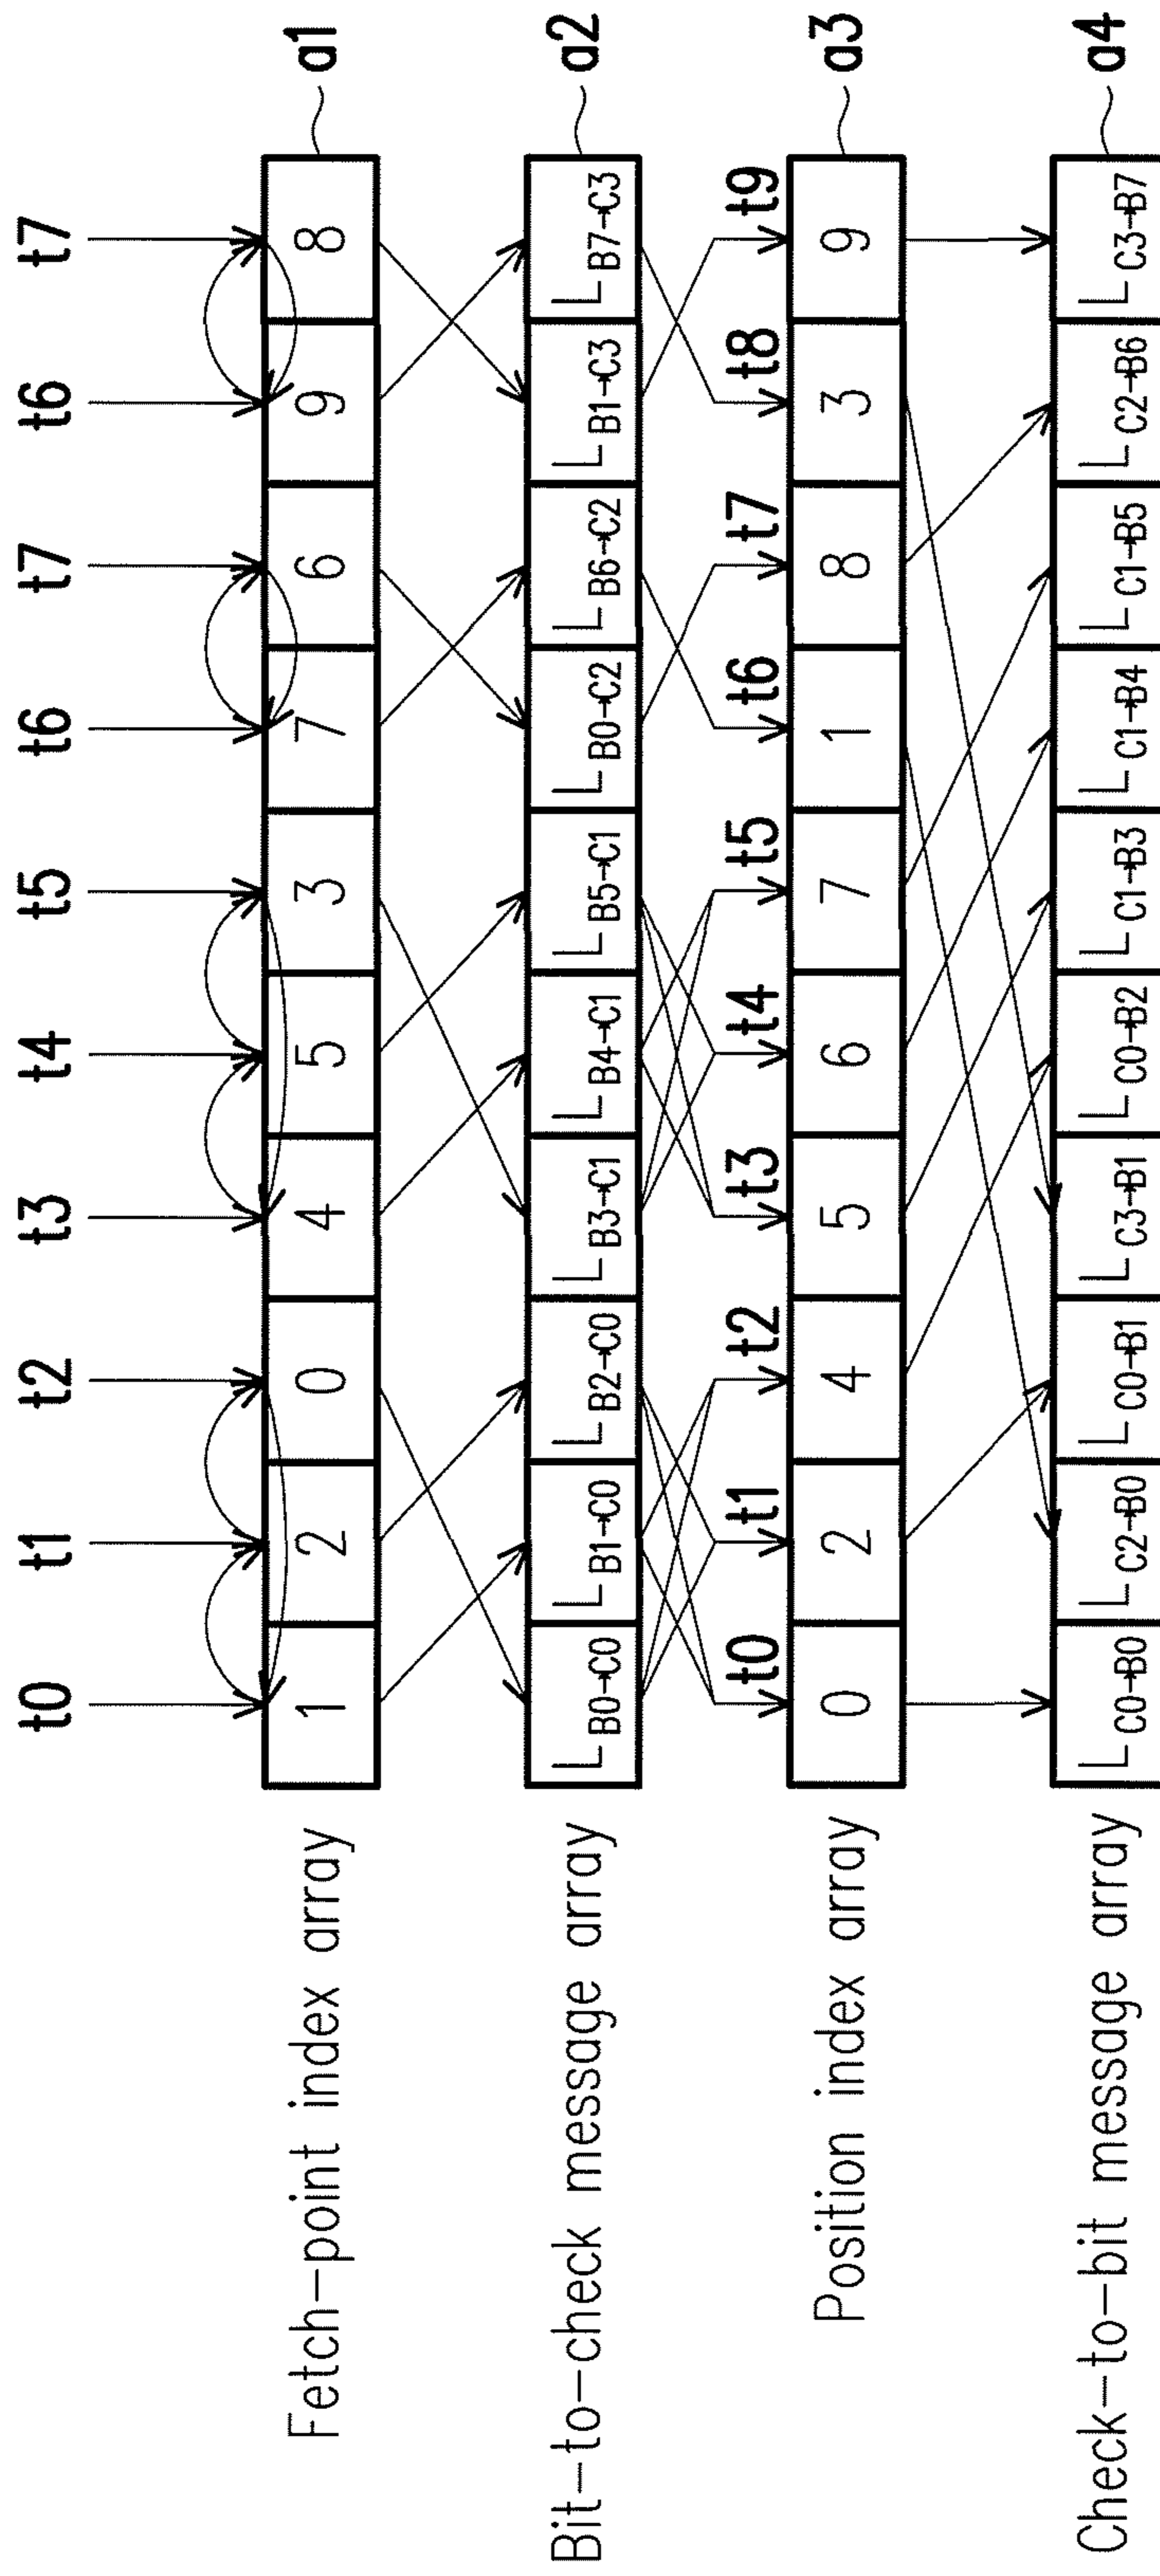 t0 t1 t2 t3 t4 t5 t6 t7 t6 t7
Fetch-point index array 1 2 0 4 5 3 7 6 9 8 a1
Bit-to-check message array L B0→C0 L B1→C0 L B2→C0 L B3→C1 L B4→C1 L B5→C1 L B0→C2 L B6→C2 L B1→C3 L B7→C3 a2
t0 t1 t2 t3 t4 t5 t6 t7 t8 t9
Position index array 0 2 4 5 6 7 1 8 3 9 a3
Check-to-bit message array L C0→B0 L C2→B0 L C0→B1 L C3→B1 L C0→B2 L C1→B3 L C1→B4 L C1→B5 L C2→B6 L C3→B7 a4